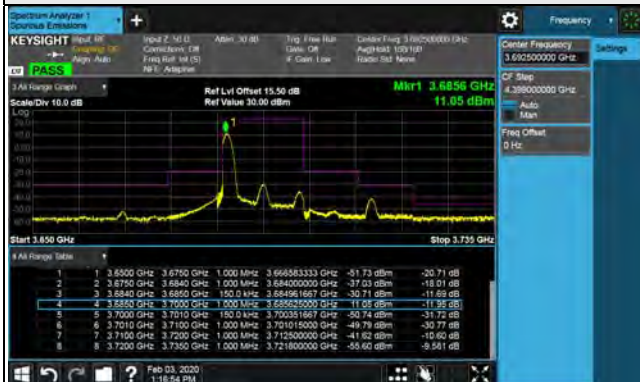 Spectrum Analyzer 1
Spurious Emissions
Frequency
KEYSIGHT Input: RF
Coupling: DC
Align: Auto
Input Z: 50 Ω
Corrections: Off
Freq Ref: Int (S)
NFE: Adaptive
Atten: 30 dB
Trig: Free Run
Gate: Off
IF Gain: Low
Center Freq: 3.692500000 GHz
Avg|Hold: 100/100
Radio Std: None
PASS
3 All Range Graph
Scale/Div 10.0 dB
Ref Lvl Offset 15.50 dB
Ref Value 30.00 dBm
Mkr1 3.6856 GHz
11.05 dBm
Log
1
Start 3.650 GHz
Stop 3.735 GHz
All Range Table
1 1 3.6500 GHz 3.6750 GHz 1.000 MHz 3.666583333 GHz -51.73 dBm -20.71 dB
2 2 3.6750 GHz 3.6840 GHz 1.000 MHz 3.684000000 GHz -37.03 dBm -18.01 dB
3 3 3.6840 GHz 3.6850 GHz 150.0 kHz 3.684961667 GHz -30.71 dBm -11.69 dB
4 4 3.6850 GHz 3.7000 GHz 1.000 MHz 3.685625000 GHz 11.05 dBm -11.95 dB
5 5 3.7000 GHz 3.7010 GHz 150.0 kHz 3.700351667 GHz -50.74 dBm -31.72 dB
6 6 3.7010 GHz 3.7100 GHz 1.000 MHz 3.701015000 GHz -49.79 dBm -30.77 dB
7 7 3.7100 GHz 3.7200 GHz 1.000 MHz 3.712500000 GHz -41.62 dBm -10.60 dB
8 8 3.7200 GHz 3.7350 GHz 1.000 MHz 3.721800000 GHz -55.60 dBm -9.561 dB
Center Frequency
3.692500000 GHz
Settings
CF Step
4.398000000 GHz
Auto
Man
Freq Offset
0 Hz
Feb 03, 2020
1:16:54 PM